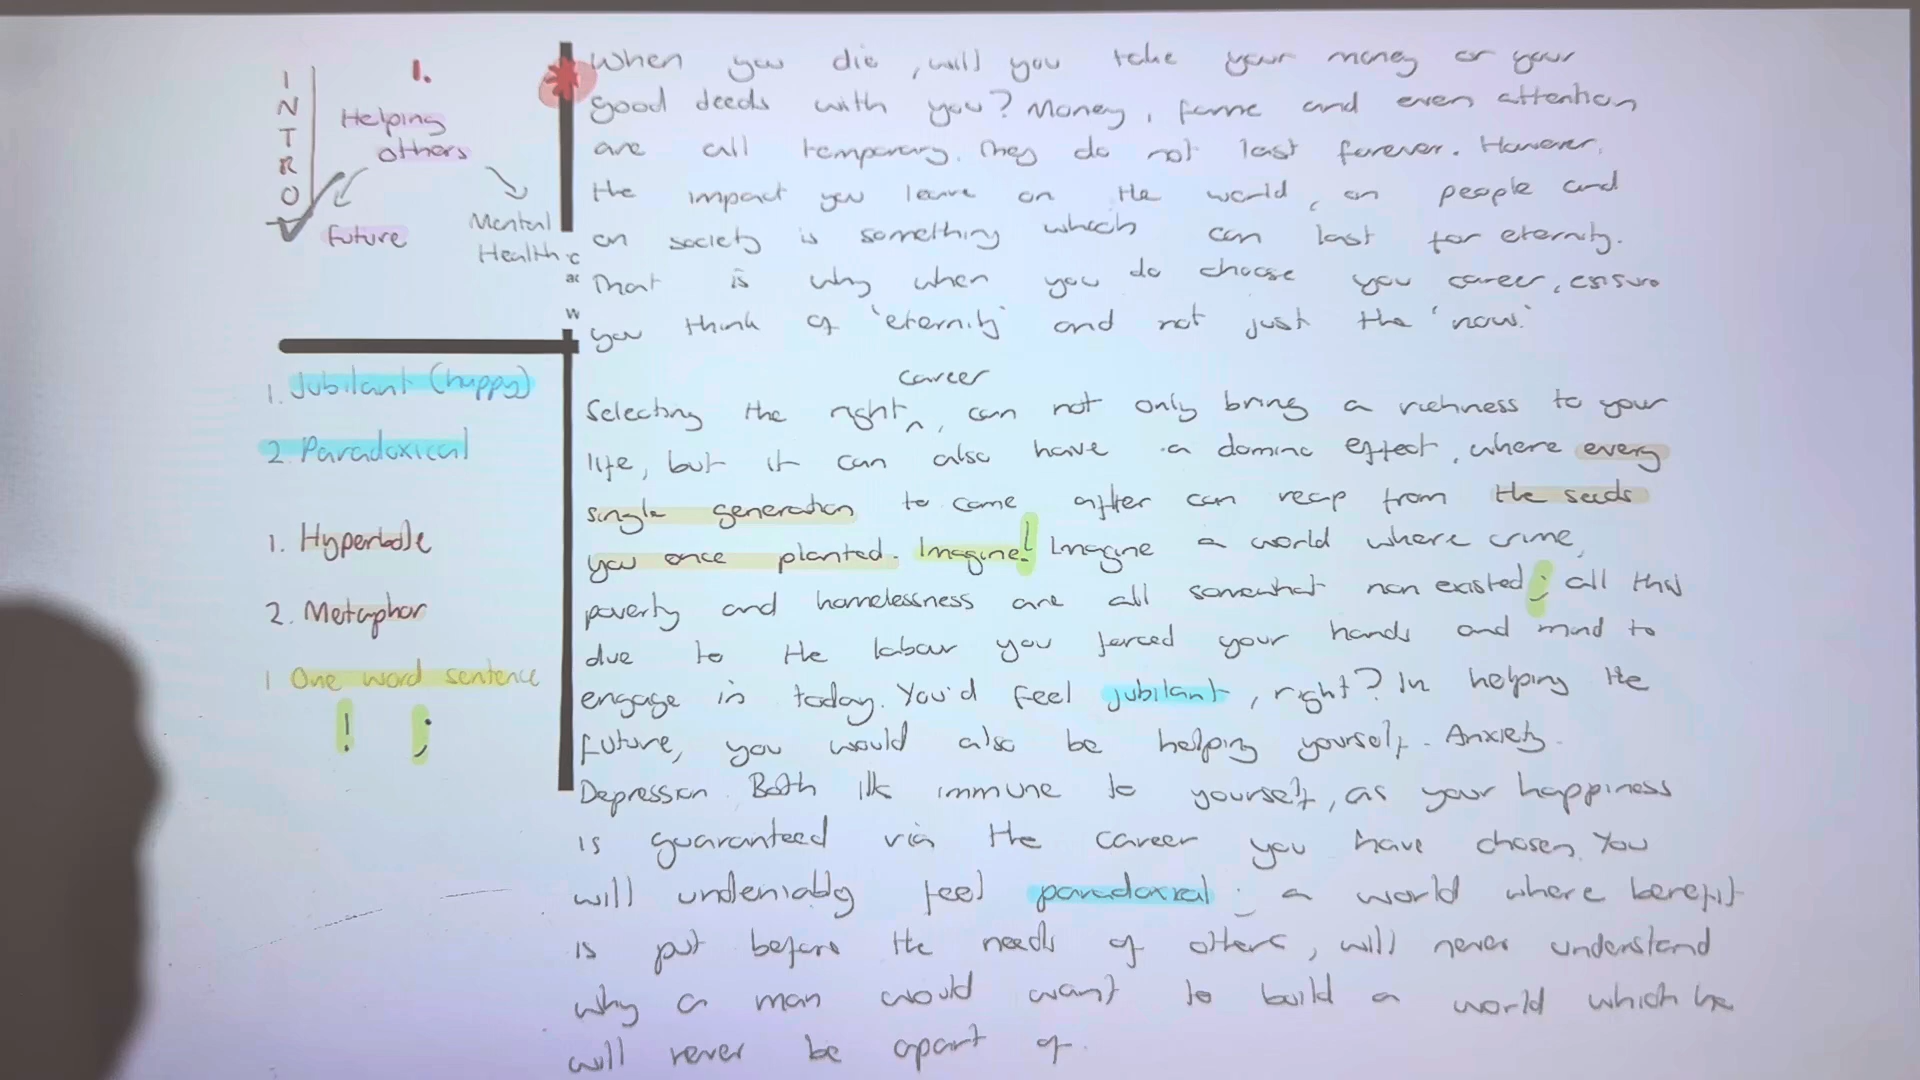 INTRO
1.
Helping
others
future
Mental
Health
c
w
1. Jubilant (happy)
2. Paradoxical
1. Hyperbole
2. Metaphor
1 One word sentence
! ;
When you die, will you take your money or your
good deeds with you? Money, fame and even attention
are all temporary. They do not last forever. However,
the impact you leave on the world, on people and
on society is something which can last for eternity.
That is why when you do choose you career, ensure
you think of 'eternity' and not just the 'now.'
career
Selecting the right ^, can not only bring a richness to your
life, but it can also have a domino effect, where every
single generation to come after can reap from the seeds
you once planted. Imagine! Imagine a world where crime,
poverty and homelessness are all somewhat non existed; all this
due to the labour you forced your hands and mind to
engage in today. You'd feel jubilant, right? In helping the
future, you would also be helping yourself. Anxiety.
Depression. Both ills immune to yourself, as your happiness
is guaranteed via the career you have chosen. You
will undeniably feel paradoxical; a world where benefit
is put before the needs of others, will never understand
why a man would want to build a world which he
will never be apart of.